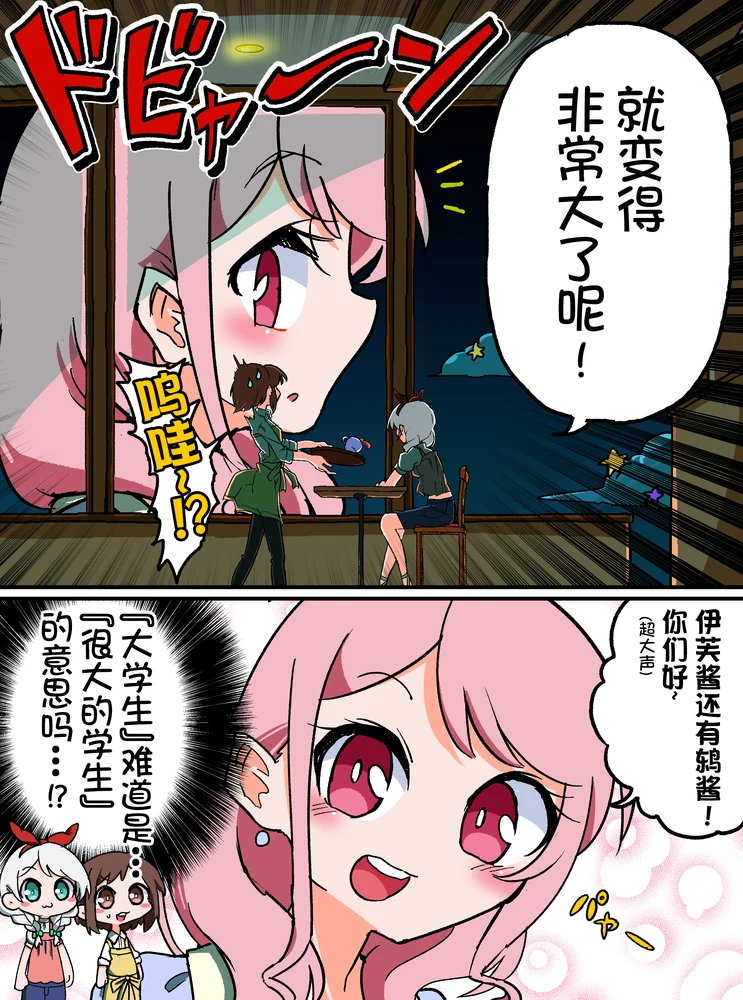 ドビャーン
就变得
非常大了呢！
呜哇~!?
伊芙酱还有鸫酱！
你们好~
（超大声）
『大学生』难道是…
『很大的学生』
的意思吗…!?
パァー